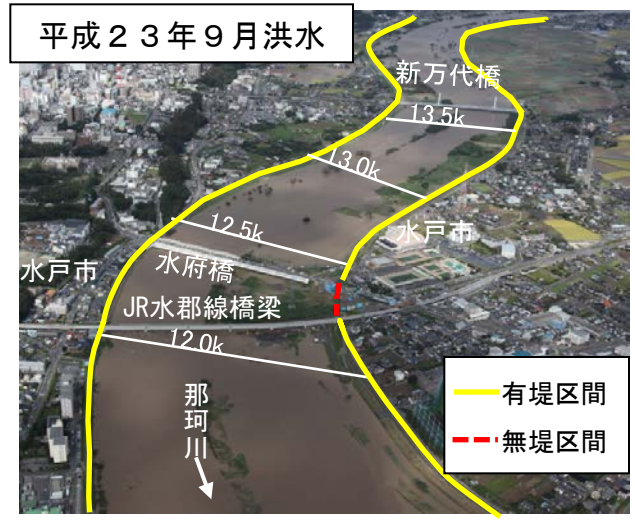 平成２３年９月洪水
新万代橋
13.5k
13.0k
12.5k
水戸市
水府橋
水戸市
JR水郡線橋梁
12.0k
那珂川
有堤区間
無堤区間